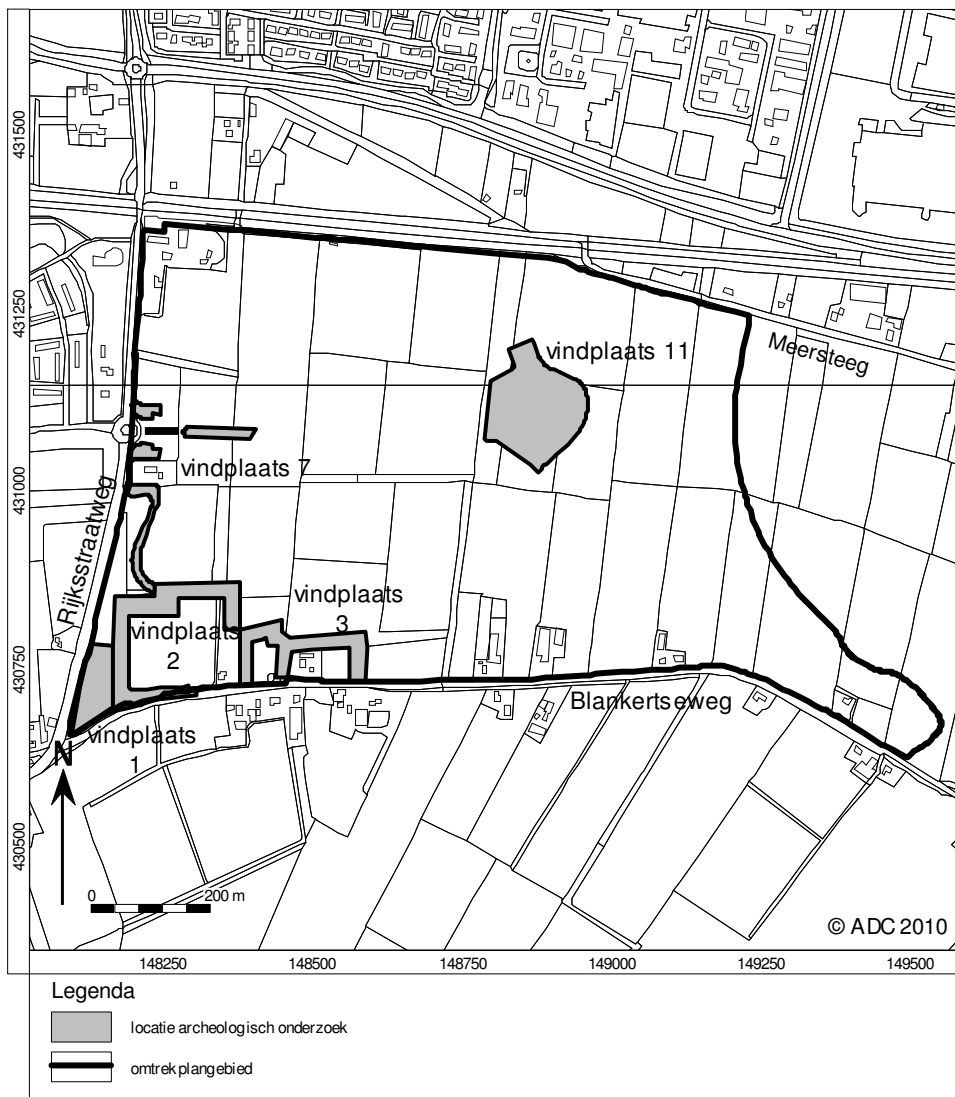 431500
431250
431000
430750
430500
vindplaats 11
Meersteeg
vindplaats 7
Rijksstraatweg
vindplaats
3
vindplaats
2
Blankertseweg
vindplaats
1
N
0 200 m
© ADC 2010
148250 148500 148750 149000 149250 149500
Legenda
locatie archeologisch onderzoek
omtrek plangebied